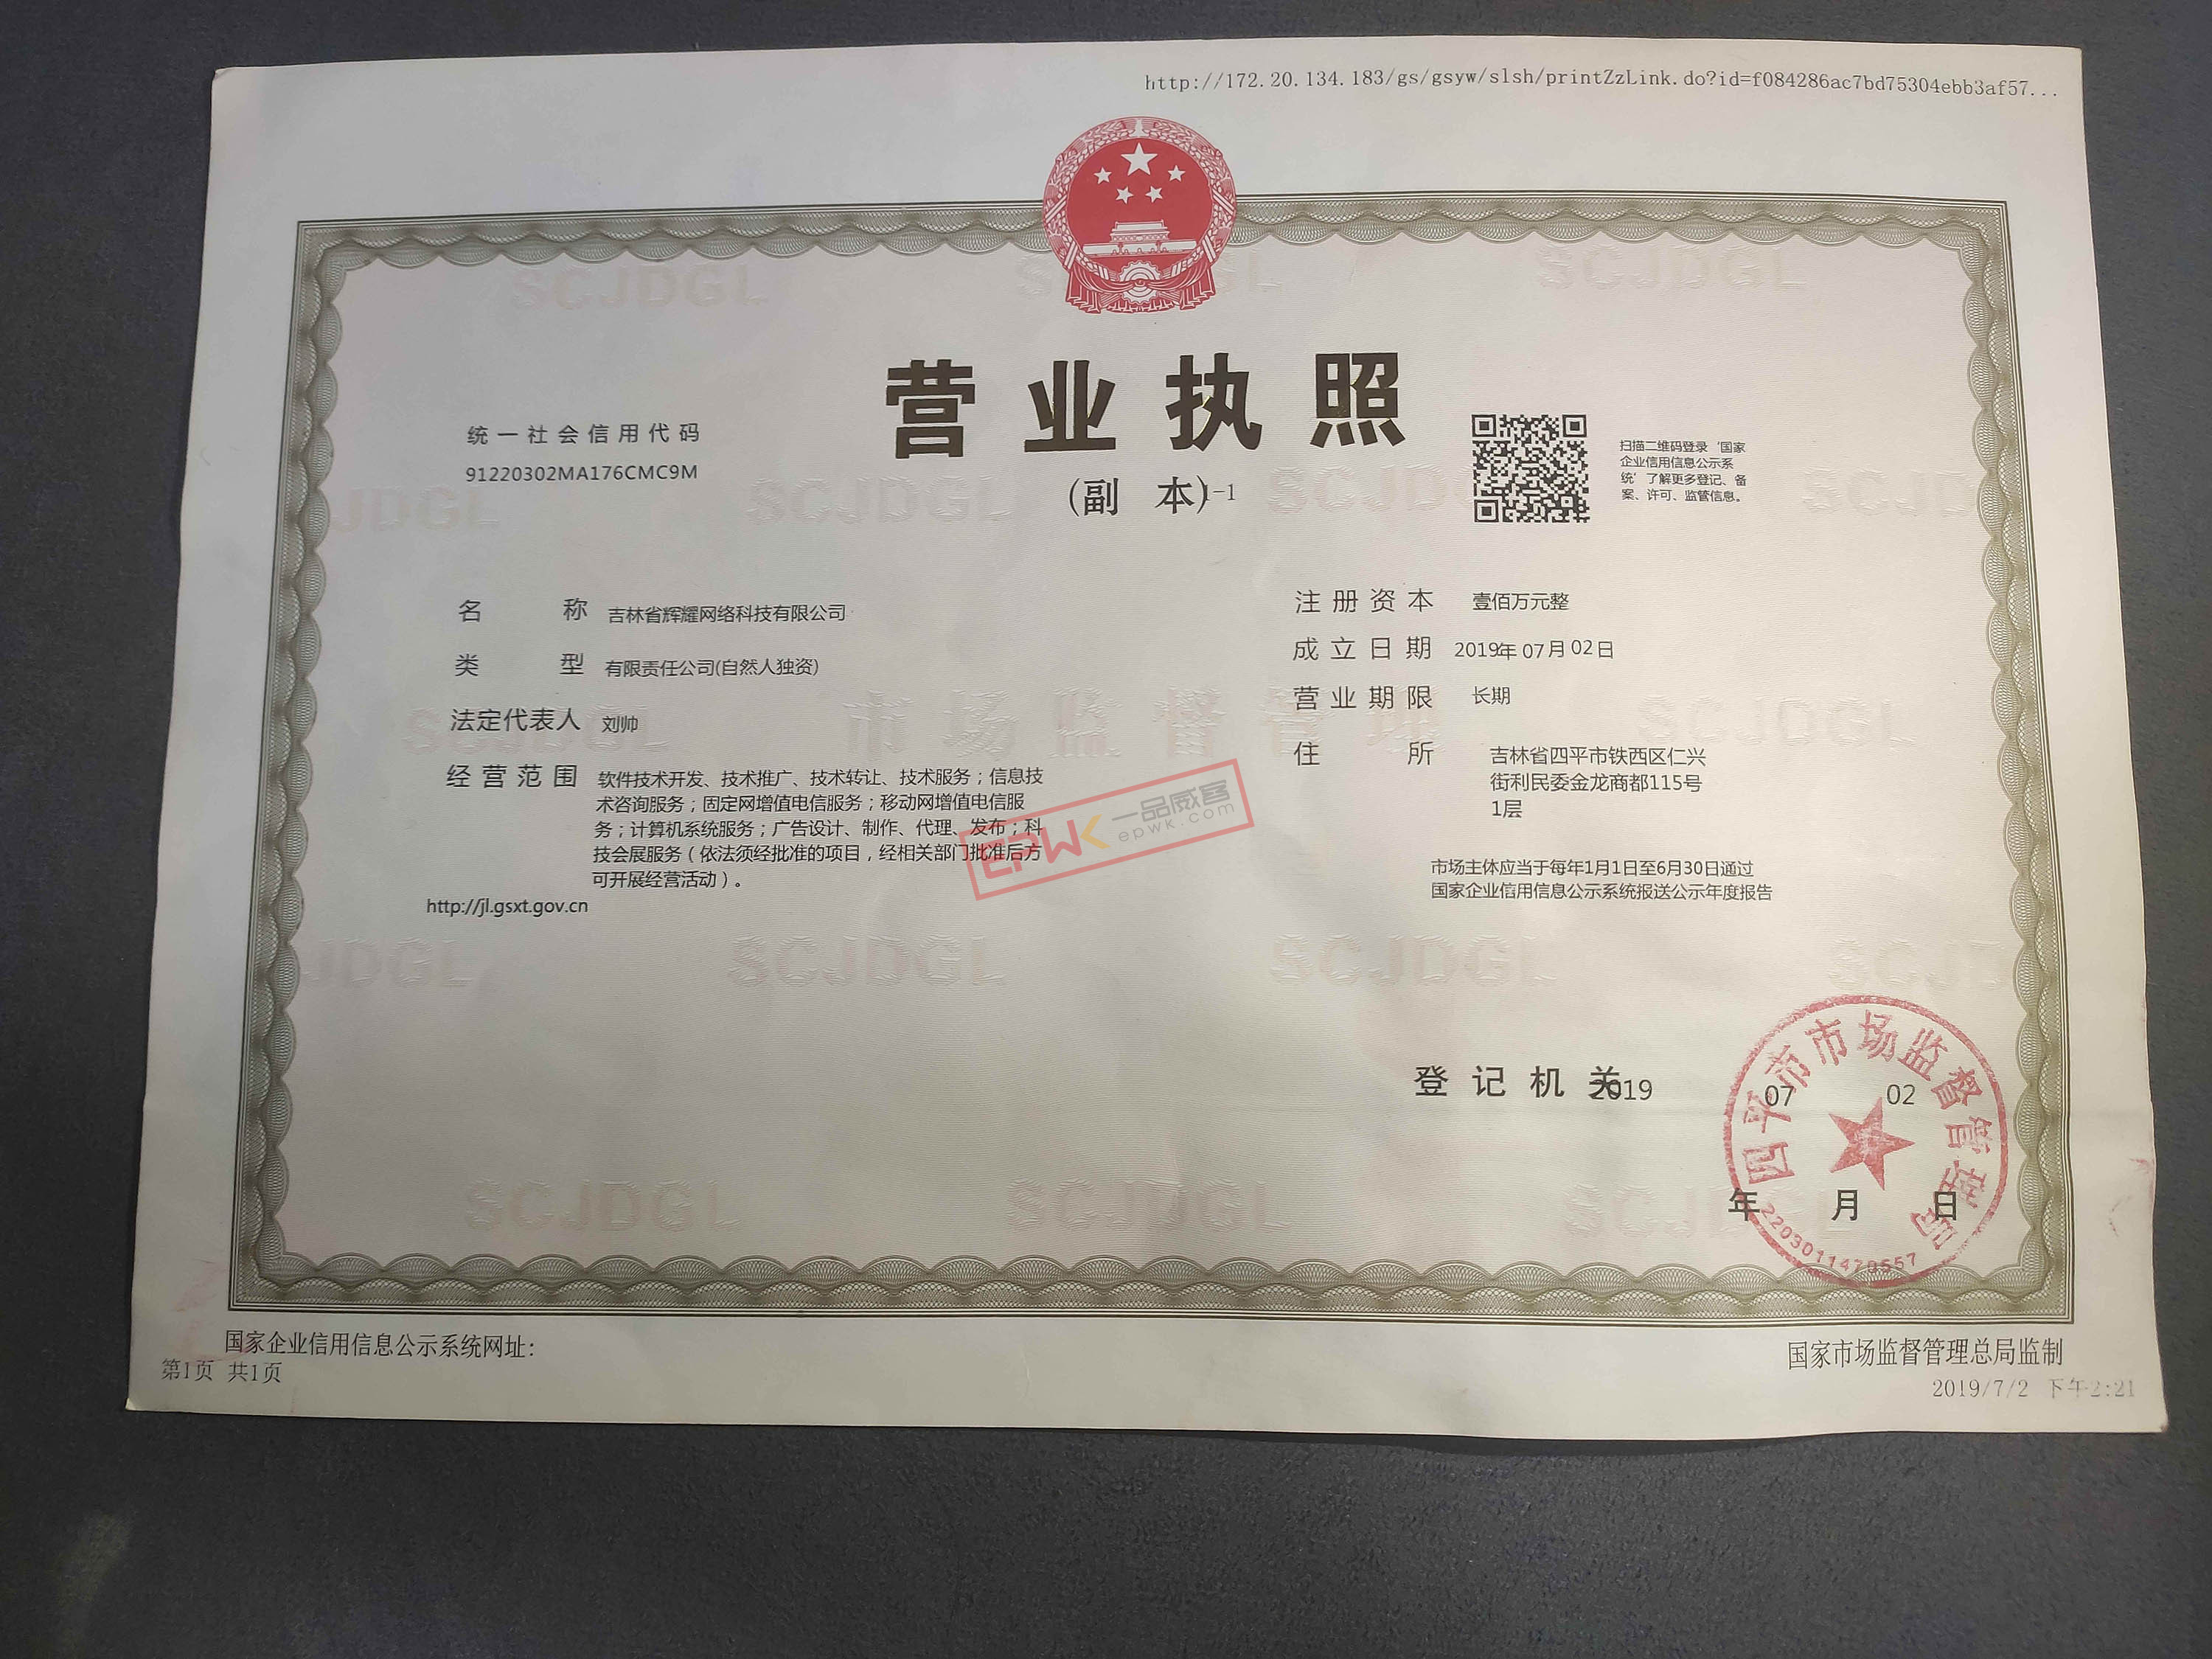 http://172.20.134.183/gs/gsyw/slsh/printZzLink.do?id=f084286ac7bd75304ebb3af57...
营业执照
(副 本)-1
统一社会信用代码
91220302MA176CMC9M
扫描二维码登录‘国家
企业信用信息公示系
统’了解更多登记、备
案、许可、监管信息。
名 称 吉林省辉耀网络科技有限公司
类 型 有限责任公司(自然人独资)
法定代表人 刘帅
经营范围 软件技术开发、技术推广、技术转让、技术服务；信息技
术咨询服务；固定网增值电信服务；移动网增值电信服
务；计算机系统服务；广告设计、制作、代理、发布；科
技会展服务（依法须经批准的项目，经相关部门批准后方
可开展经营活动）。
http://jl.gsxt.gov.cn
注册资本 壹佰万元整
成立日期 2019年07月02日
营业期限 长期
住 所 吉林省四平市铁西区仁兴
街利民委金龙商都115号
1层
市场主体应当于每年1月1日至6月30日通过
国家企业信用信息公示系统报送公示年度报告
EPWK 一品威客
epwk.com
SCJDGL
市场监督管理
登记机关
2019 07 02
年 月 日
四平市市场监督管理局
2203011479557
国家企业信用信息公示系统网址：
第1页 共1页
国家市场监督管理总局监制
2019/7/2 下午2:21